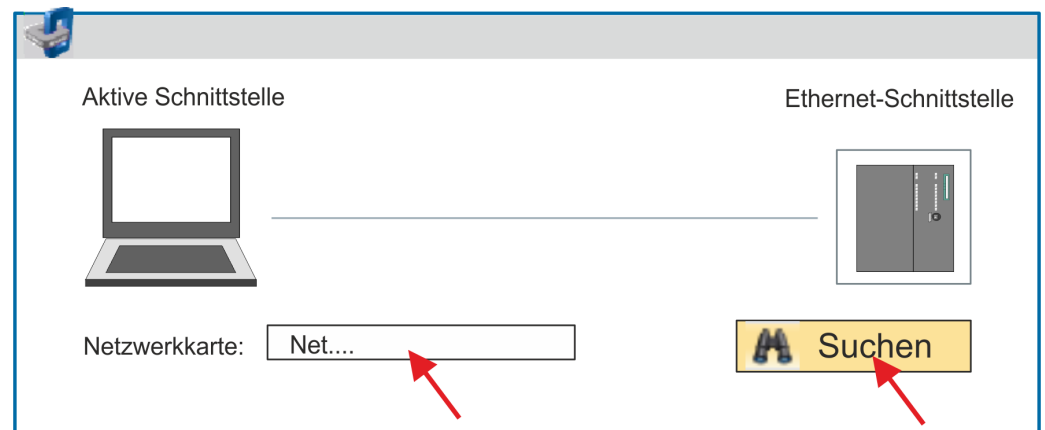 Aktive Schnittstelle
Ethernet-Schnittstelle
Netzwerkkarte:
Net....
Suchen